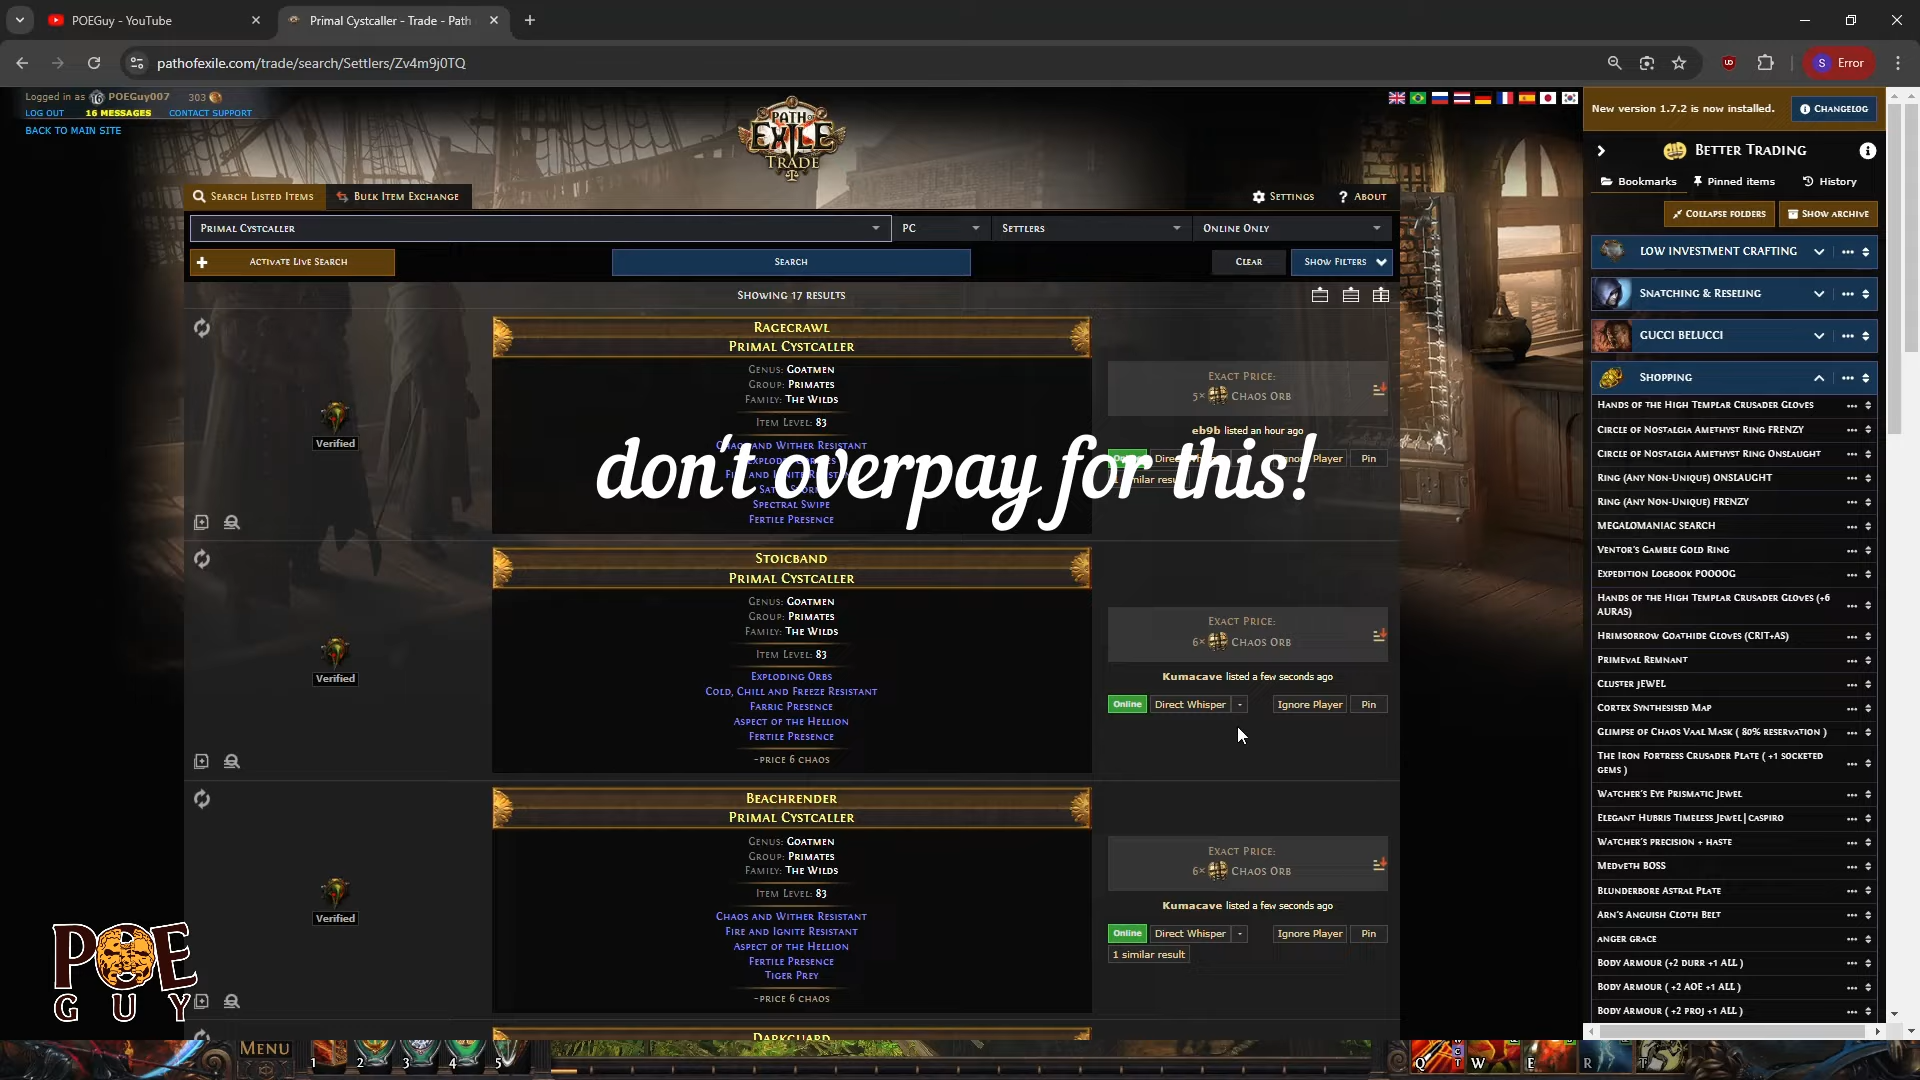 POEGuy - YouTube
Primal Cystcaller - Trade - Path
pathofexile.com/trade/search/Settlers/Zv4m9j0TQ
S Error
Logged in as POEGuy007 303
LOG OUT 16 MESSAGES CONTACT SUPPORT
BACK TO MAIN SITE
PATH OF EXILE TRADE
Search Listed Items
Bulk Item Exchange
Settings
? About
Primal Cystcaller
PC
Settlers
Online Only
+ Activate Live Search
Search
Clear
Show Filters
Showing 17 results
Ragecrawl
Primal Cystcaller
Genus: Goatmen
Group: Primates
Family: The Wilds
Item Level: 83
Chaos and Wither Resistant
Spectral Swipe
Fertile Presence
Verified
Exact Price:
5× Chaos Orb
eb9b listed an hour ago
Ignore Player
Pin
don't overpay for this!
Stoicband
Primal Cystcaller
Genus: Goatmen
Group: Primates
Family: The Wilds
Item Level: 83
Exploding Orbs
Cold, Chill and Freeze Resistant
Farric Presence
Aspect of the Hellion
Fertile Presence
~price 6 chaos
Verified
Exact Price:
6× Chaos Orb
Kumacave listed a few seconds ago
Online Direct Whisper - Ignore Player Pin
Beachrender
Primal Cystcaller
Genus: Goatmen
Group: Primates
Family: The Wilds
Item Level: 83
Chaos and Wither Resistant
Fire and Ignite Resistant
Aspect of the Hellion
Fertile Presence
Tiger Prey
~price 6 chaos
Verified
Exact Price:
6× Chaos Orb
Kumacave listed a few seconds ago
Online Direct Whisper - Ignore Player Pin
1 similar result
Darkguard
New version 1.7.2 is now installed.
Changelog
Better Trading
Bookmarks
Pinned items
History
Collapse folders
Show archive
LOW INVESTMENT CRAFTING
Snatching & Reseling
GUCCI BELUCCI
Shopping
Hands of the High Templar Crusader Gloves
Circle of Nostalgia Amethyst Ring FRENZY
Circle of Nostalgia Amethyst Ring Onslaught
Ring (Any Non-Unique) ONSLAUGHT
Ring (Any Non-Unique) FRENZY
MEGALOMANIAC SEARCH
Ventor's Gamble Gold Ring
Expedition Logbook POOOOG
Hands of the High Templar Crusader Gloves (+6
AURAS)
Hrimsorrow Goathide Gloves (CRIT+AS)
Primeval Remnant
Cluster jEWEL
Cortex Synthesised Map
Glimpse of Chaos Vaal Mask ( 80% reservation )
The Iron Fortress Crusader Plate ( +1 socketed
gems )
Watcher's Eye Prismatic Jewel
Elegant Hubris Timeless Jewel|caspiro
Watcher's precision + haste
Medveth BOSS
Blunderbore Astral Plate
Arn's Anguish Cloth Belt
anger grace
Body Armour (+2 DURR +1 ALL )
Body Armour ( +2 AOE +1 ALL )
Body Armour ( +2 proj +1 ALL )
POE
GUY
MENU
1 2 3 4 5
Q W E R T